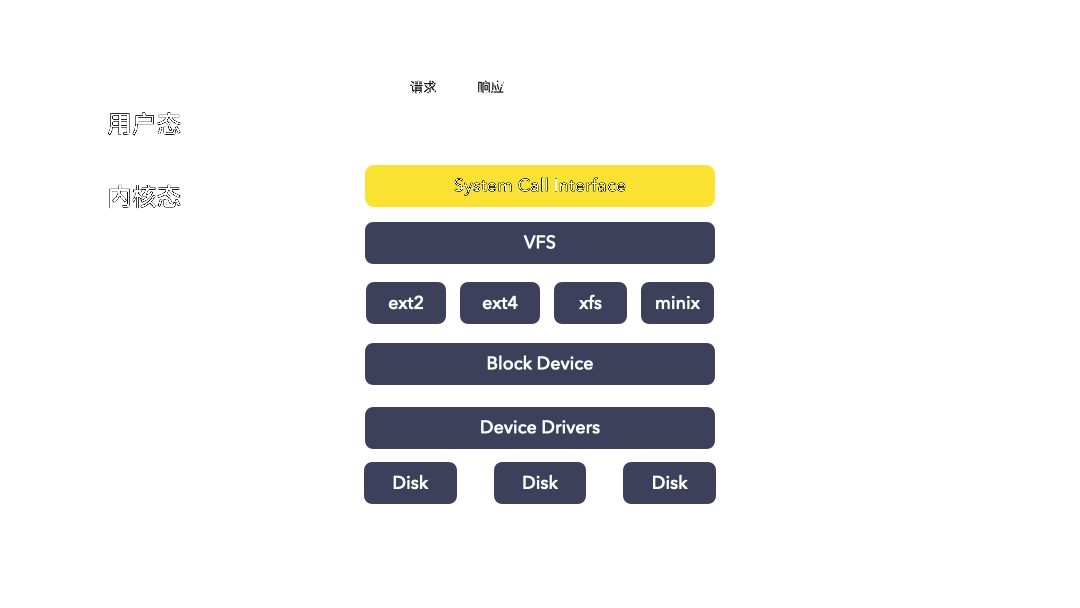 请求 响应
用户态
内核态
System Call Interface
VFS
ext2 ext4 xfs minix
Block Device
Device Drivers
Disk Disk Disk